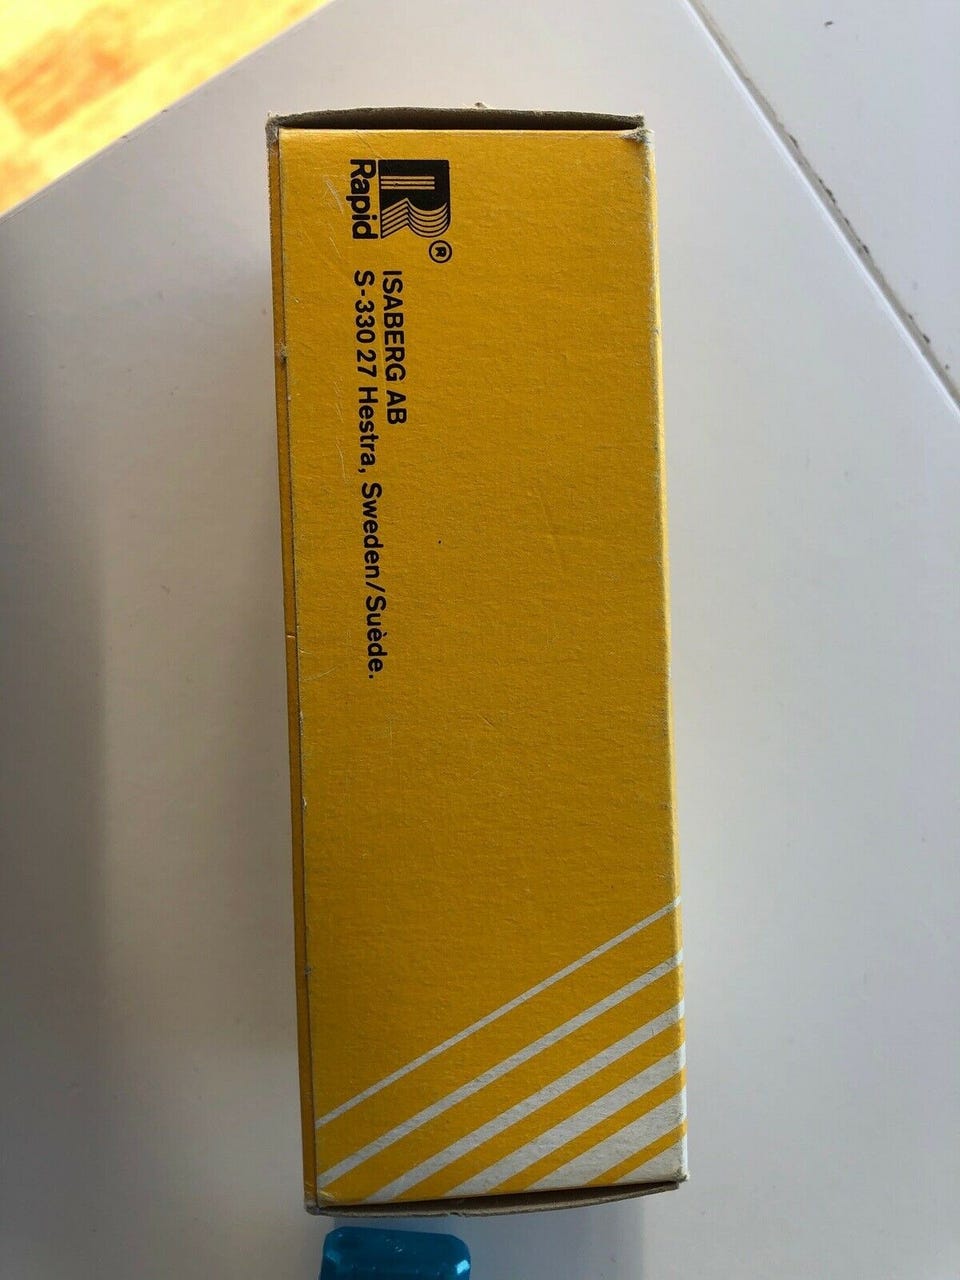 R®
Rapid
ISABERG AB
S-330 27 Hestra, Sweden/Suède.